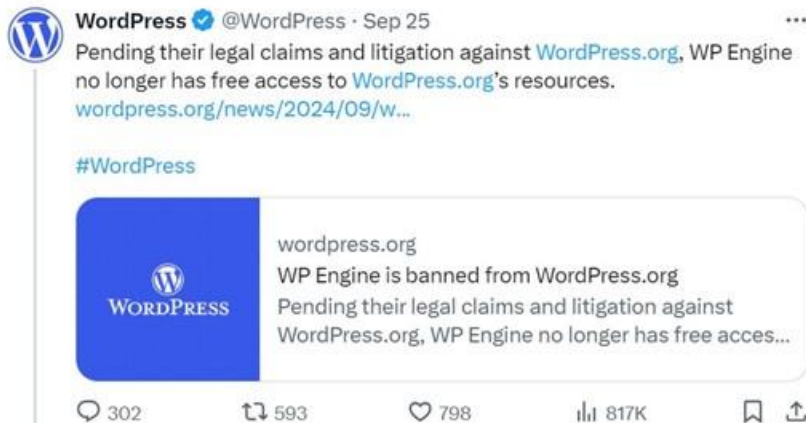 WordPress @WordPress · Sep 25
Pending their legal claims and litigation against WordPress.org, WP Engine
no longer has free access to WordPress.org's resources.
wordpress.org/news/2024/09/w...
#WordPress
WORDPRESS
wordpress.org
WP Engine is banned from WordPress.org
Pending their legal claims and litigation against
WordPress.org, WP Engine no longer has free acces...
302 593 798 817K